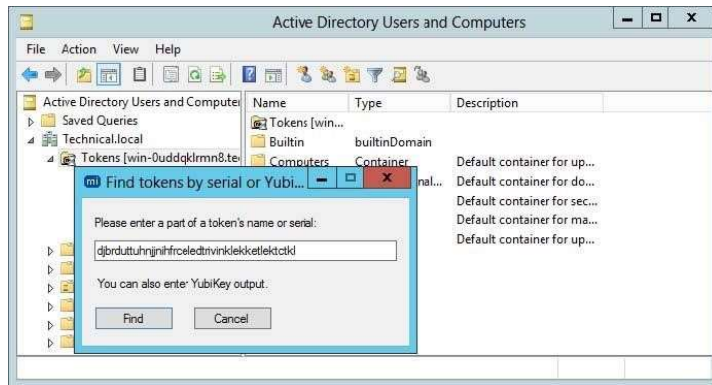 Active Directory Users and Computers
File Action View Help
Active Directory Users and Computer
Saved Queries
Technical.local
Tokens [win-0uddqklrmn8.te
Name Type Description
Tokens [win...
Builtin builtinDomain
Computers Container Default container for up...
nal... Default container for do...
Default container for sec...
Default container for ma...
Default container for up...
Find tokens by serial or Yubi...
Please enter a part of a token's name or serial:
djbrduttuhnjjnihfrceledtrivinklekketlektctkl
You can also enter YubiKey output.
Find Cancel